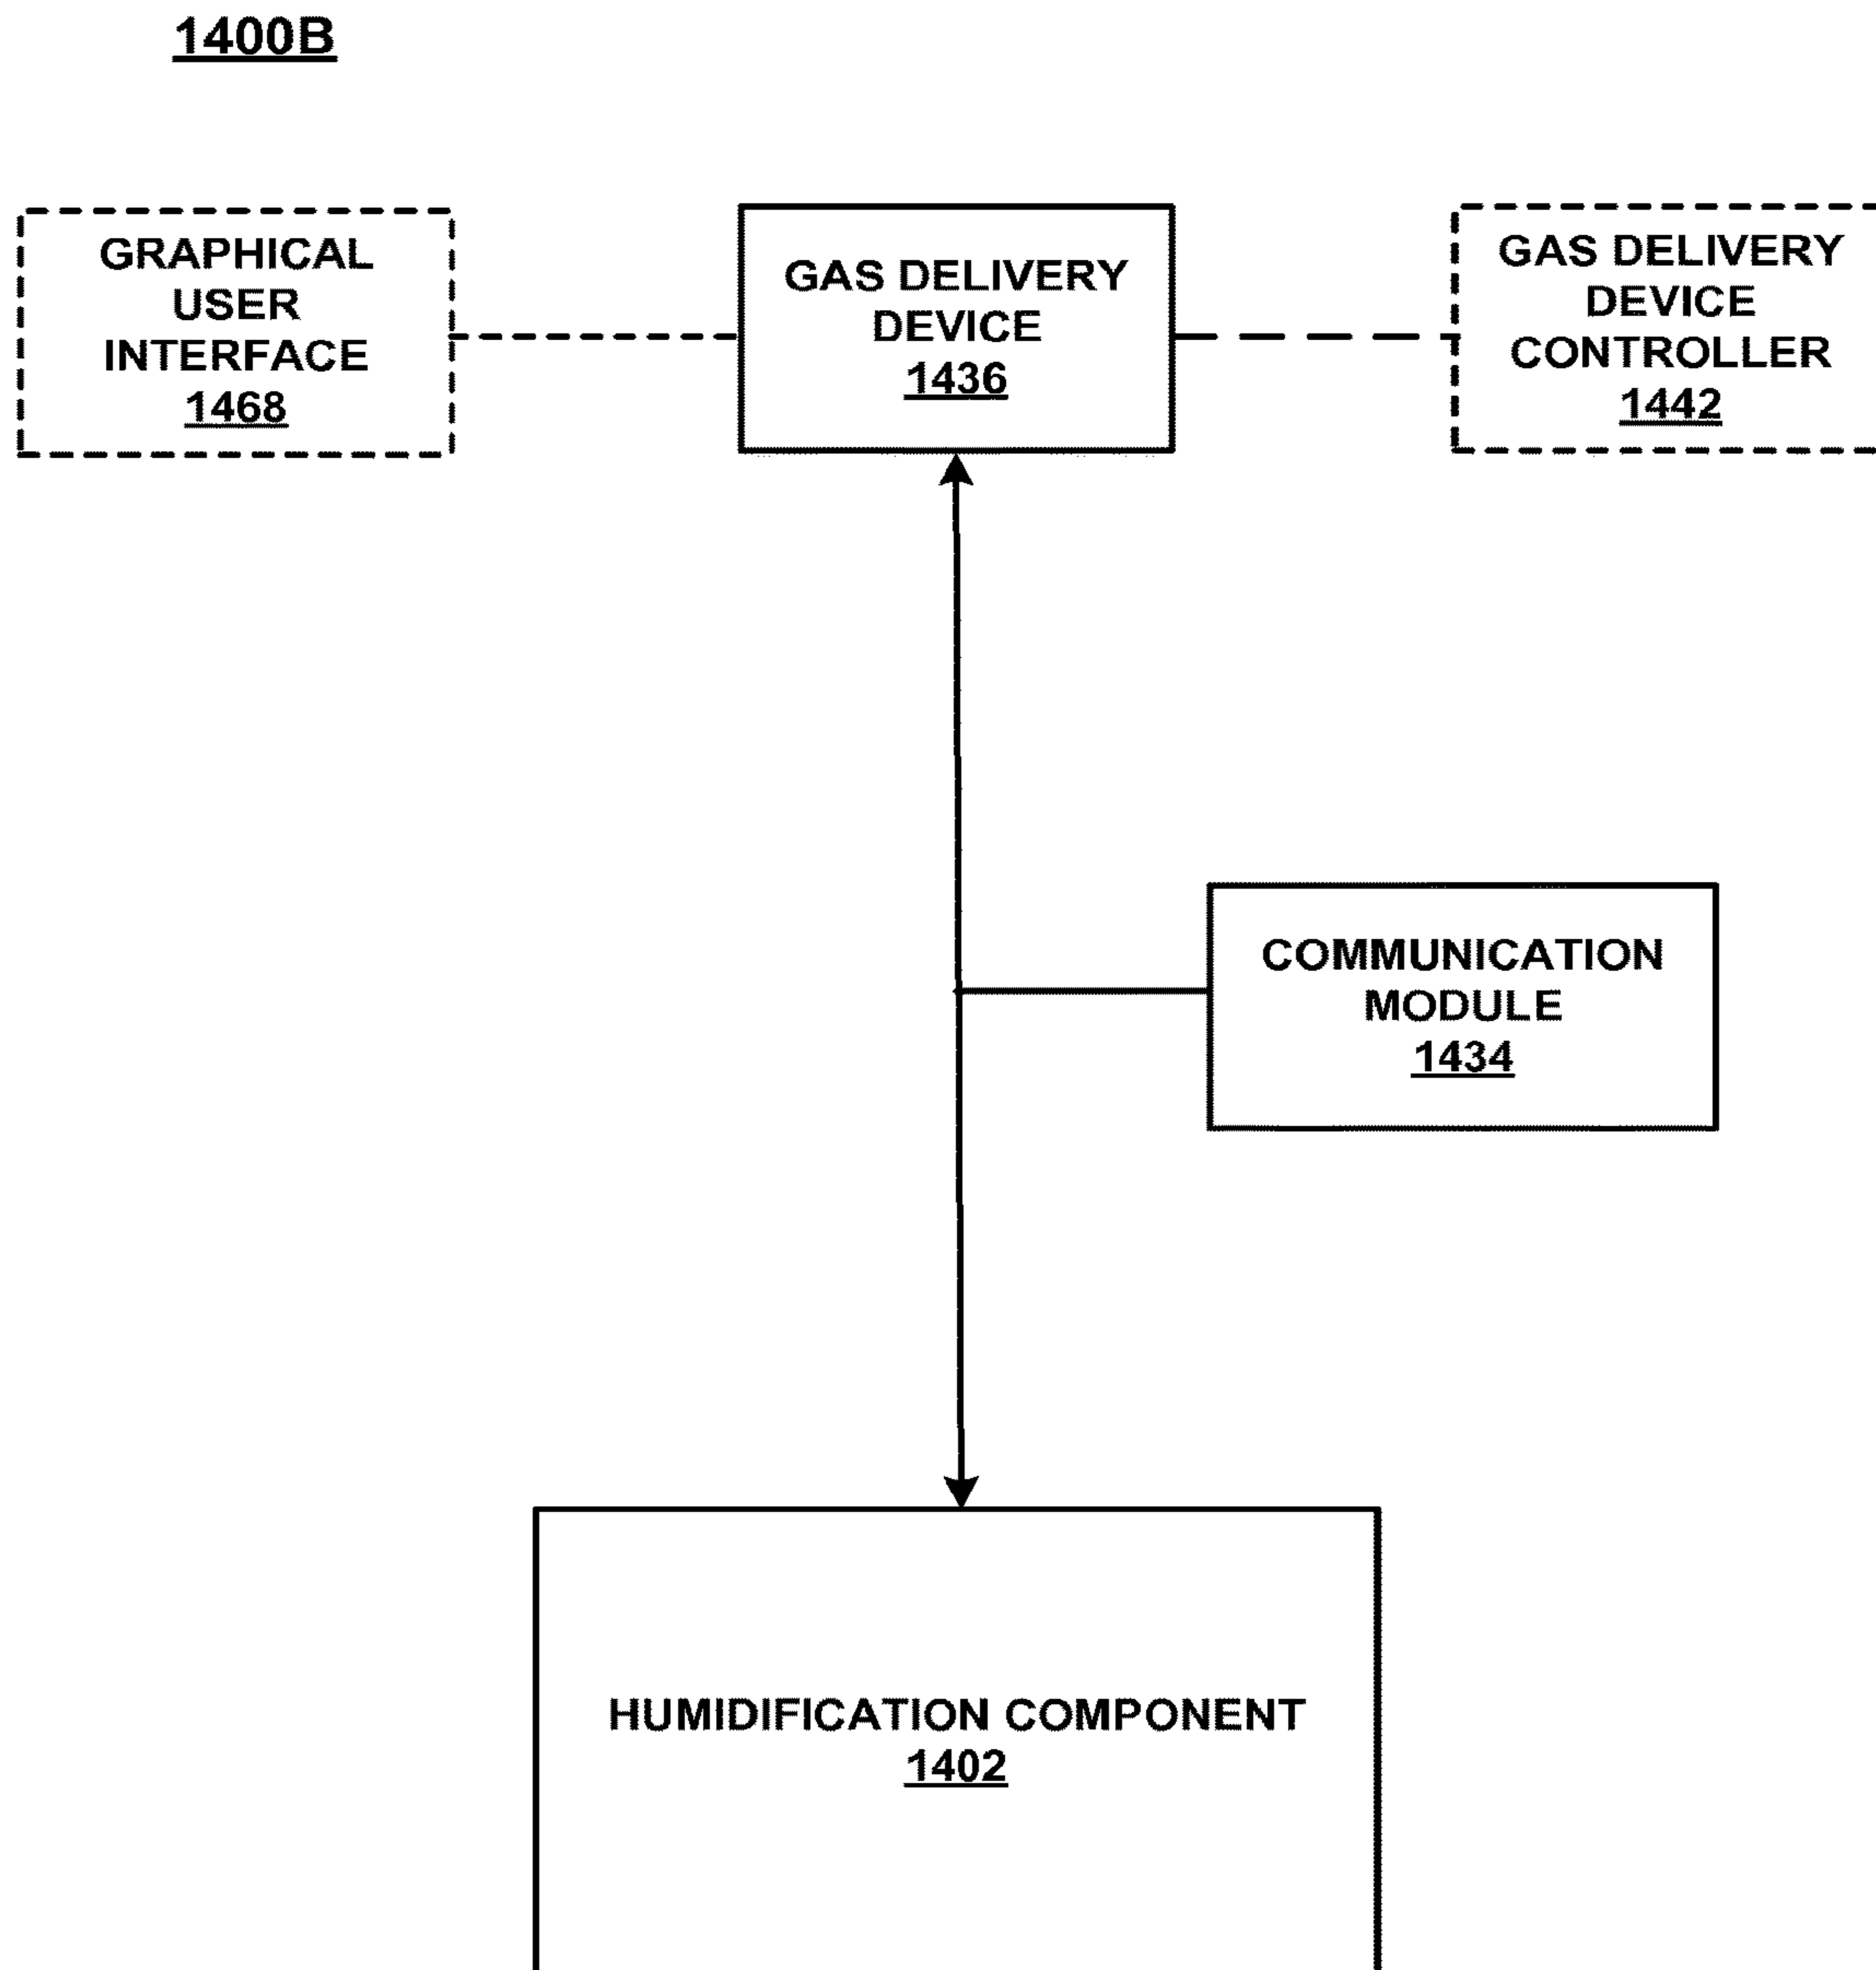 1400B
GRAPHICAL
USER
INTERFACE
1468
GAS DELIVERY
DEVICE
1436
GAS DELIVERY
DEVICE
CONTROLLER
1442
COMMUNICATION
MODULE
1434
HUMIDIFICATION COMPONENT
1402